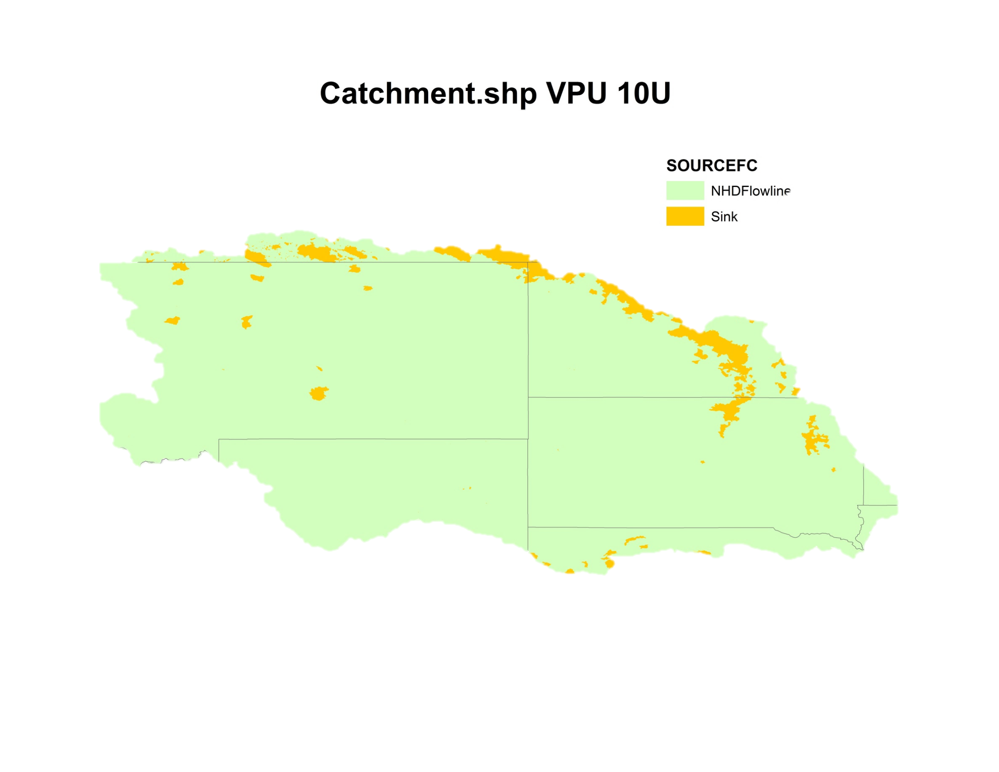 Catchment.shp VPU 10U
SOURCEFC
NHDFlowline
Sink